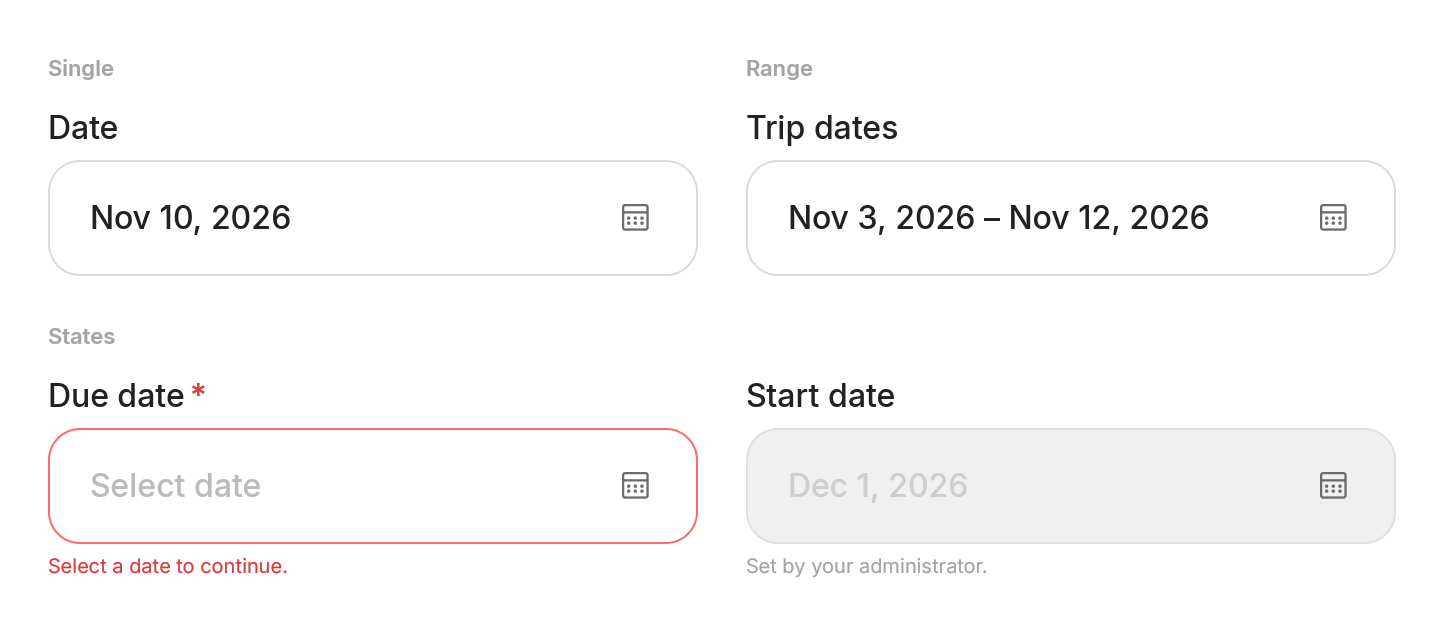 Single
Date
Nov 10, 2026
Range
Trip dates
Nov 3, 2026 – Nov 12, 2026
States
Due date *
Select date
Select a date to continue.
Start date
Dec 1, 2026
Set by your administrator.